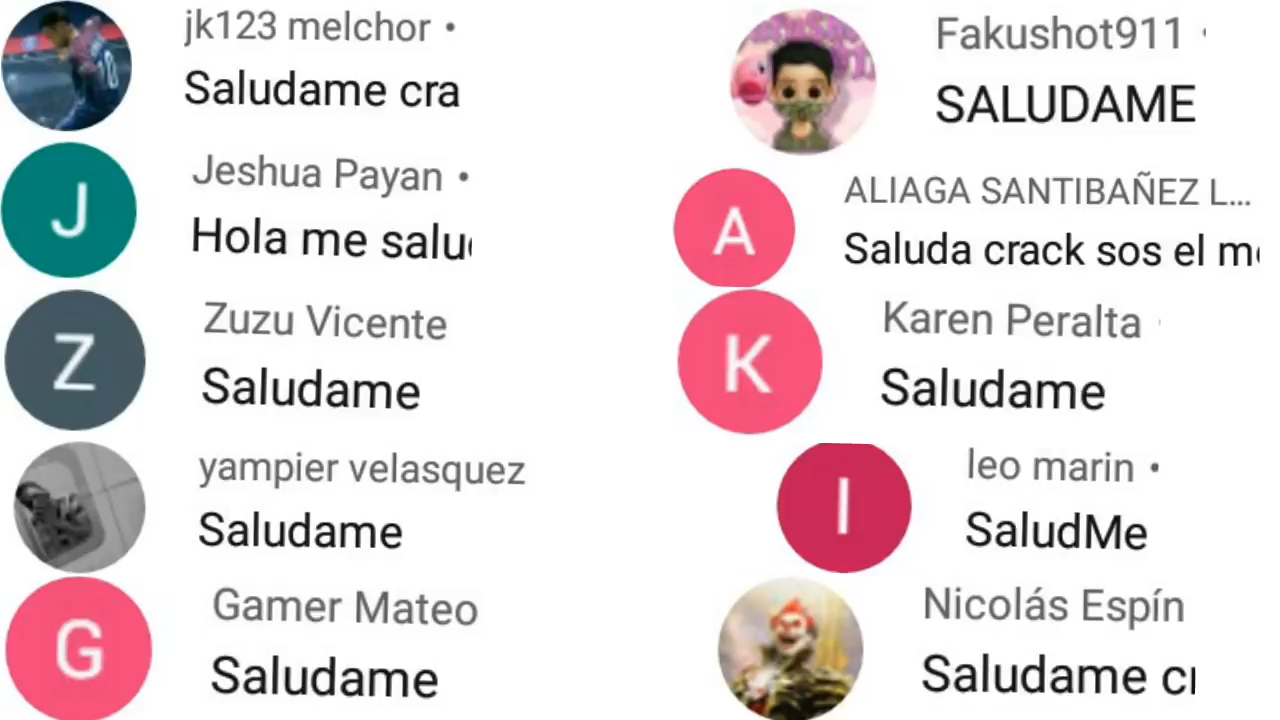 jk123 melchor •
Saludame cra
J
Jeshua Payan •
Hola me salu
Z
Zuzu Vicente
Saludame
yampier velasquez
Saludame
G
Gamer Mateo
Saludame
Fakushot911
SALUDAME
A
ALIAGA SANTIBAÑEZ L...
Saluda crack sos el m
K
Karen Peralta
Saludame
l
leo marin •
SaludMe
Nicolás Espín
Saludame cr